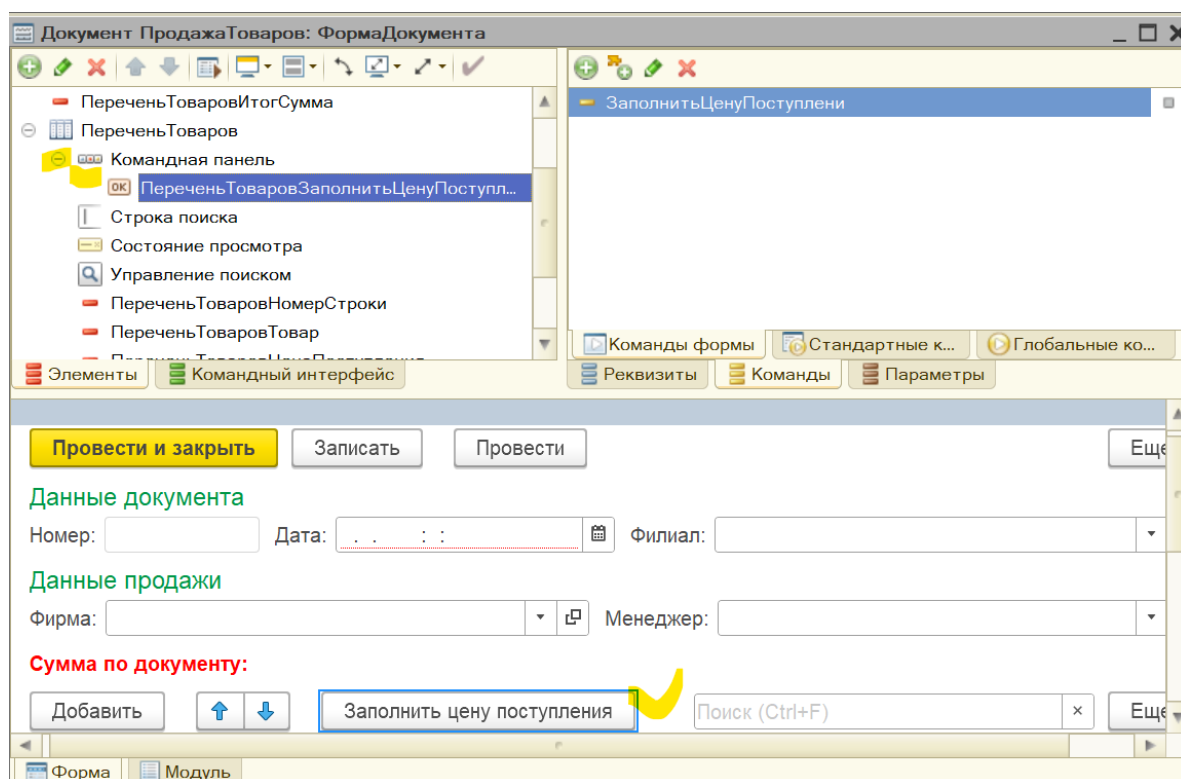 Документ ПродажаТоваров: ФормаДокумента
ПереченьТоваровИтогСумма
ПереченьТоваров
Командная панель
ПереченьТоваровЗаполнитьЦенуПоступл...
Строка поиска
Состояние просмотра
Управление поиском
ПереченьТоваровНомерСтроки
ПереченьТоваровТовар
Элементы
Командный интерфейс
ЗаполнитьЦенуПоступлени
Команды формы
Стандартные к...
Глобальные ко...
Реквизиты
Команды
Параметры
Провести и закрыть
Записать
Провести
Еще
Данные документа
Номер:
Дата: . . : :
Филиал:
Данные продажи
Фирма:
Менеджер:
Сумма по документу:
Добавить
Заполнить цену поступления
Поиск (Ctrl+F)
×
Еще
Форма
Модуль